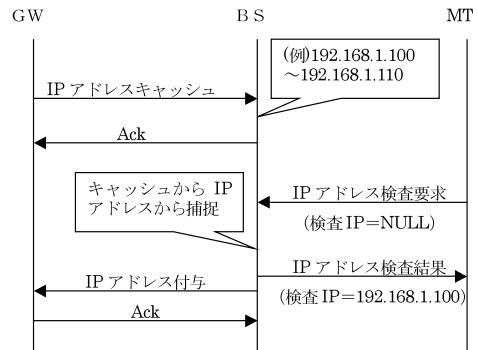 GW BS MT
(例)192.168.1.100
～192.168.1.110
IP アドレスキャッシュ
Ack
キャッシュから IP
アドレスから捕捉
IP アドレス検査要求
(検査 IP＝NULL)
IP アドレス検査結果
IP アドレス付与
(検査 IP＝192.168.1.100)
Ack